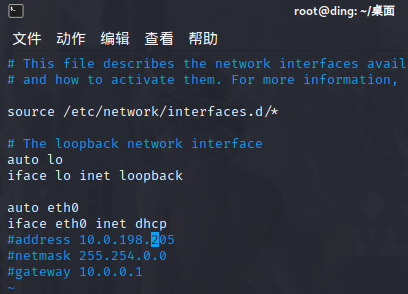 root@ding: ~/桌面
文件 动作 编辑 查看 帮助
# This file describes the network interfaces avail
# and how to activate them. For more information,
source /etc/network/interfaces.d/*
# The loopback network interface
auto lo
iface lo inet loopback
auto eth0
iface eth0 inet dhcp
#address 10.0.198.205
#netmask 255.254.0.0
#gateway 10.0.0.1
~